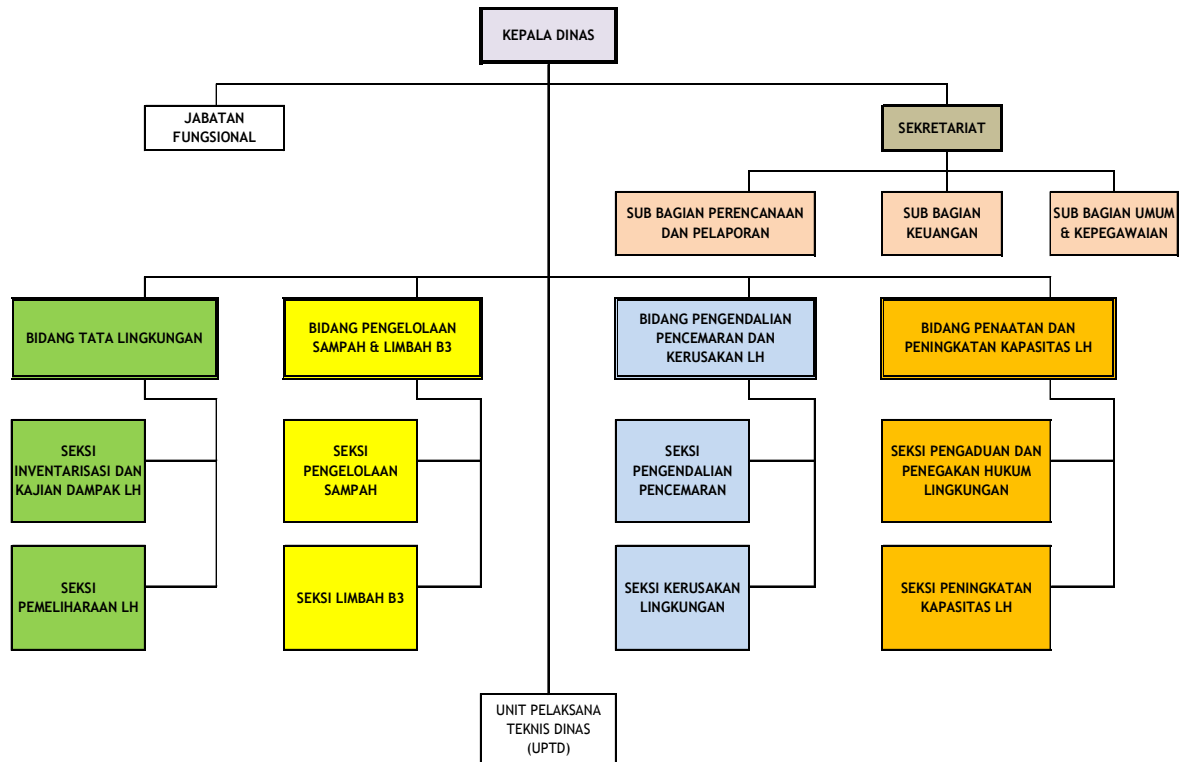 KEPALA DINAS
JABATAN
FUNGSIONAL
SEKRETARIAT
SUB BAGIAN PERENCANAAN
DAN PELAPORAN
SUB BAGIAN
KEUANGAN
SUB BAGIAN UMUM
& KEPEGAWAIAN
BIDANG TATA LINGKUNGAN
BIDANG PENGELOLAAN
SAMPAH & LIMBAH B3
BIDANG PENGENDALIAN
PENCEMARAN DAN
KERUSAKAN LH
BIDANG PENAATAN DAN
PENINGKATAN KAPASITAS LH
SEKSI
INVENTARISASI DAN
KAJIAN DAMPAK LH
SEKSI
PENGELOLAAN
SAMPAH
SEKSI
PENGENDALIAN
PENCEMARAN
SEKSI PENGADUAN DAN
PENEGAKAN HUKUM
LINGKUNGAN
SEKSI
PEMELIHARAAN LH
SEKSI LIMBAH B3
SEKSI KERUSAKAN
LINGKUNGAN
SEKSI PENINGKATAN
KAPASITAS LH
UNIT PELAKSANA
TEKNIS DINAS
(UPTD)